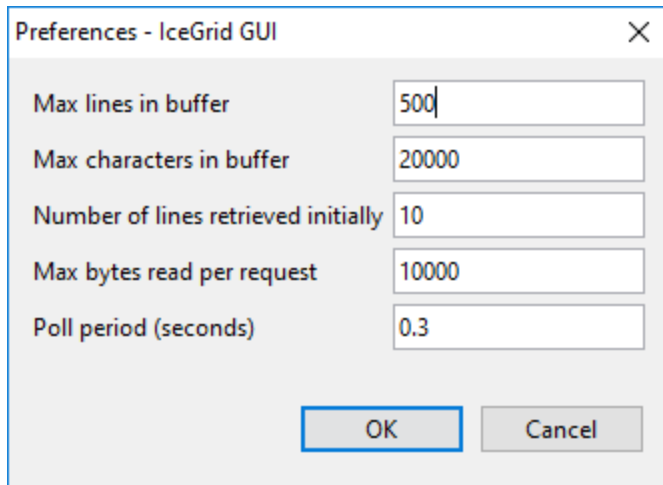 Preferences - IceGrid GUI
Max lines in buffer 500
Max characters in buffer 20000
Number of lines retrieved initially 10
Max bytes read per request 10000
Poll period (seconds) 0.3
OK Cancel